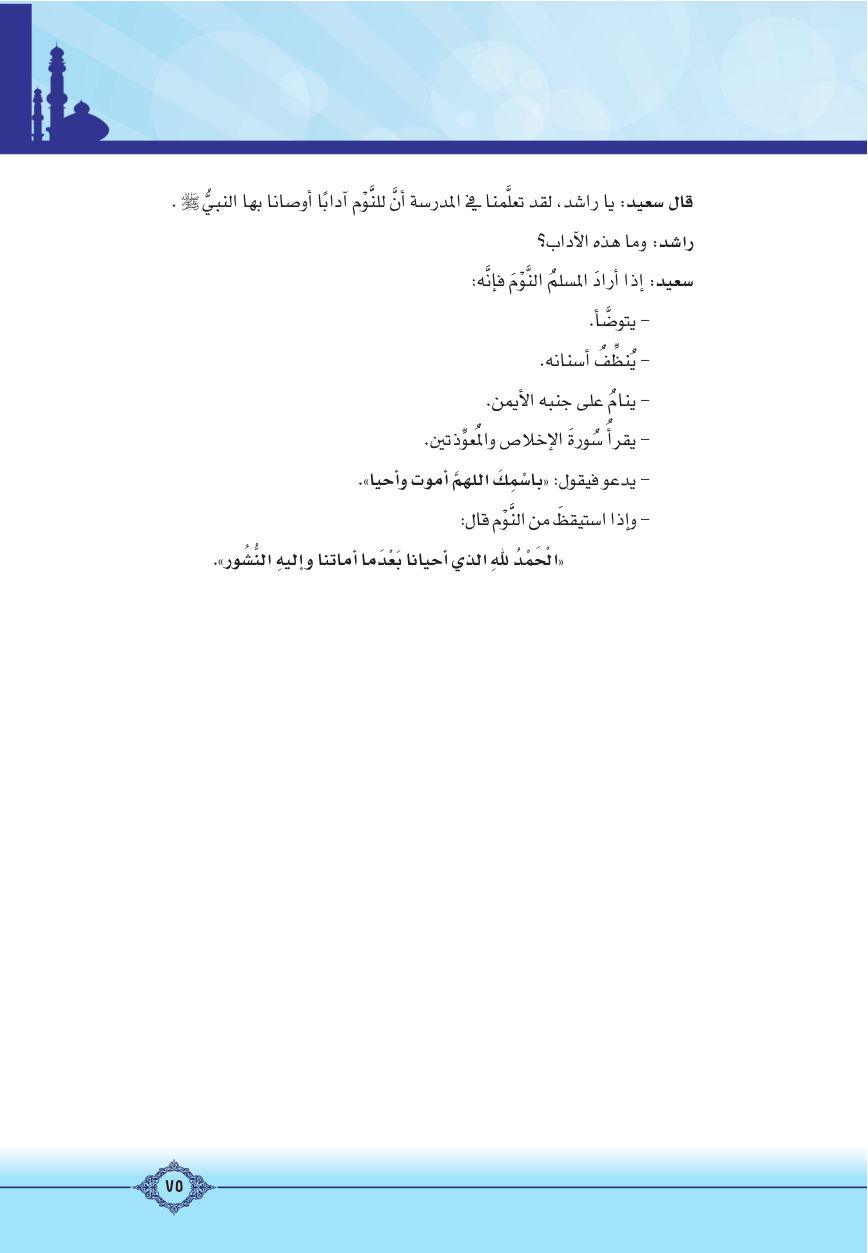 قال سعيد: يا راشد، لقد تعلَّمنا في المدرسة أنَّ للنَّوْم آدابًا أوصانا بها النبيُّ ﷺ .
راشد: وما هذه الآداب؟
سعيد: إذا أرادَ المسلمُ النَّوْمَ فإنَّه:
– يتوضَّأ.
– يُنظِّفُ أسنانه.
– ينامُ على جنبه الأيمن.
– يقرأُ سُورةَ الإخلاص والمُعوِّذتين.
– يدعو فيقول: «باسْمِكَ اللهمَّ أموت وأحيا».
– وإذا استيقظَ من النَّوْم قال:
«الْحَمْدُ للهِ الذي أحيانا بَعْدَما أماتنا وإليهِ النُّشُور».
٧٥